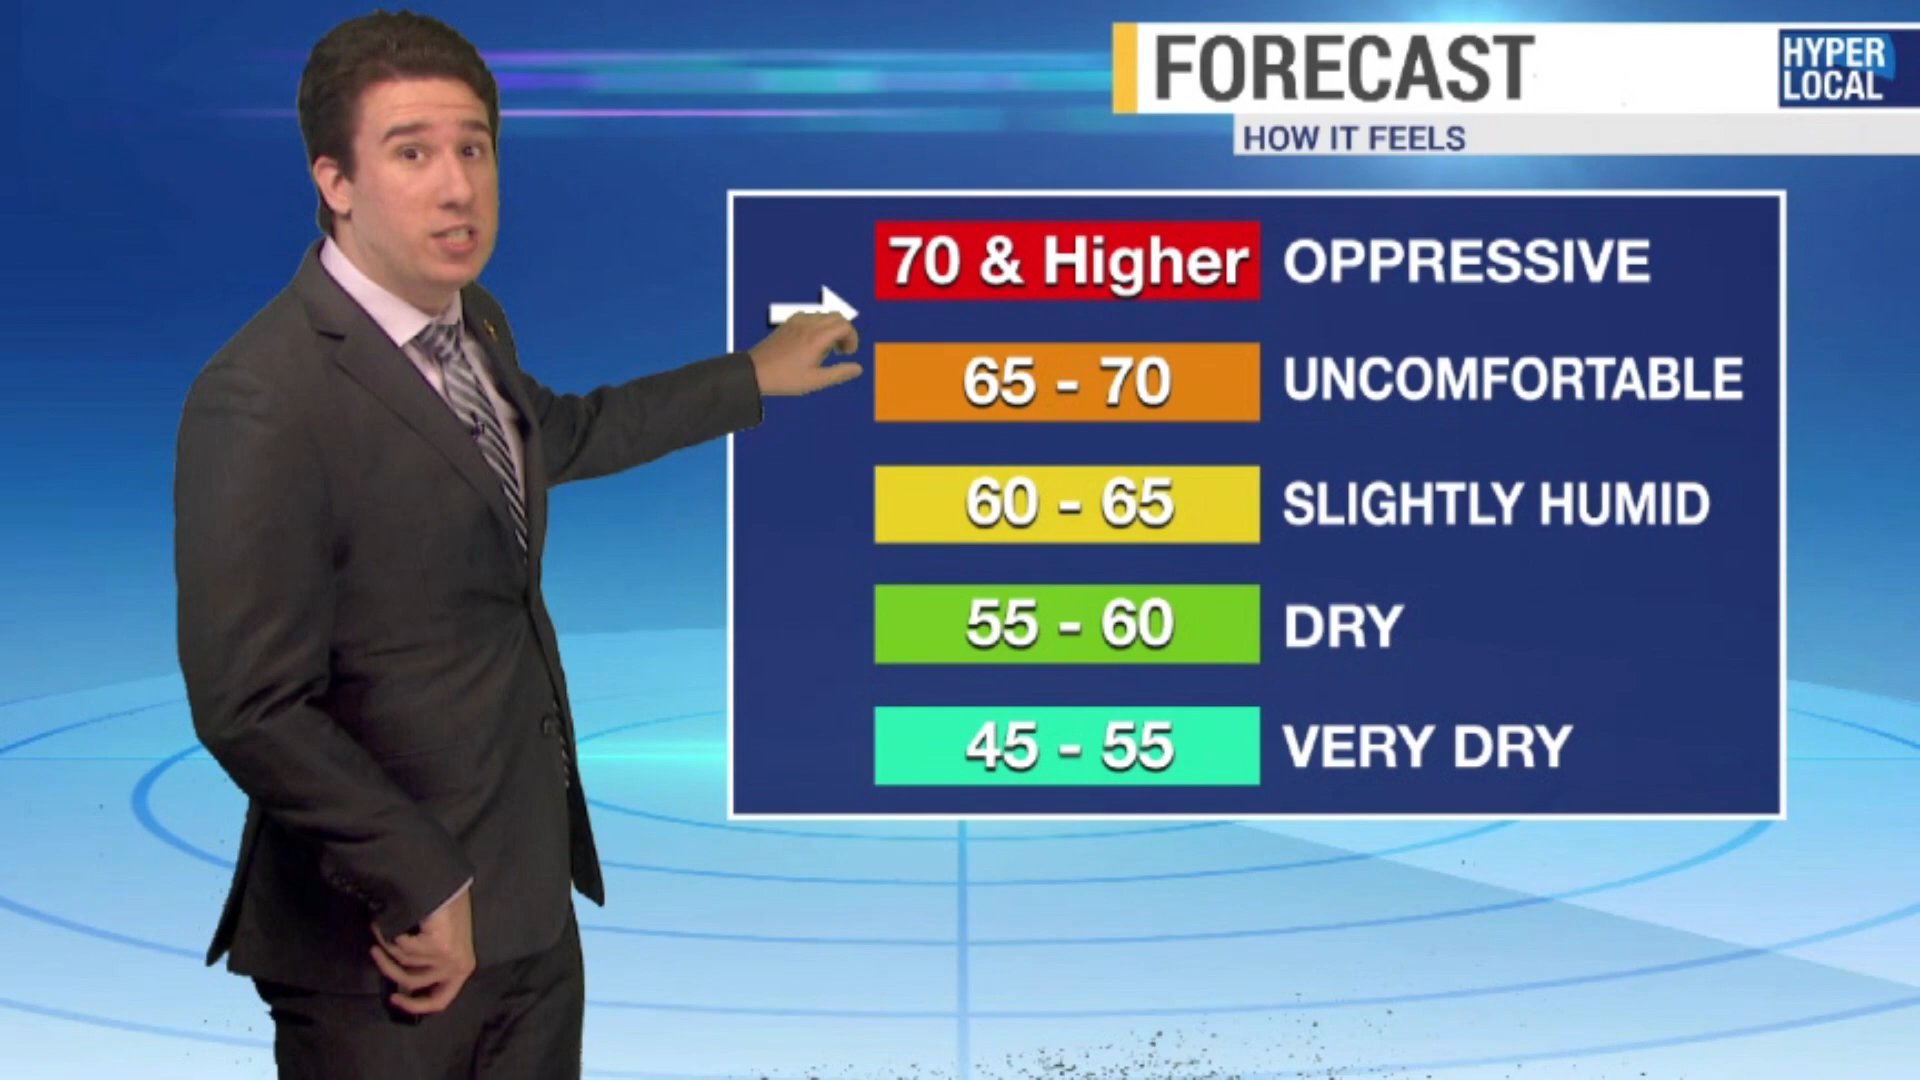 FORECAST
HYPER
LOCAL
HOW IT FEELS
70 & Higher OPPRESSIVE
65 - 70 UNCOMFORTABLE
60 - 65 SLIGHTLY HUMID
55 - 60 DRY
45 - 55 VERY DRY